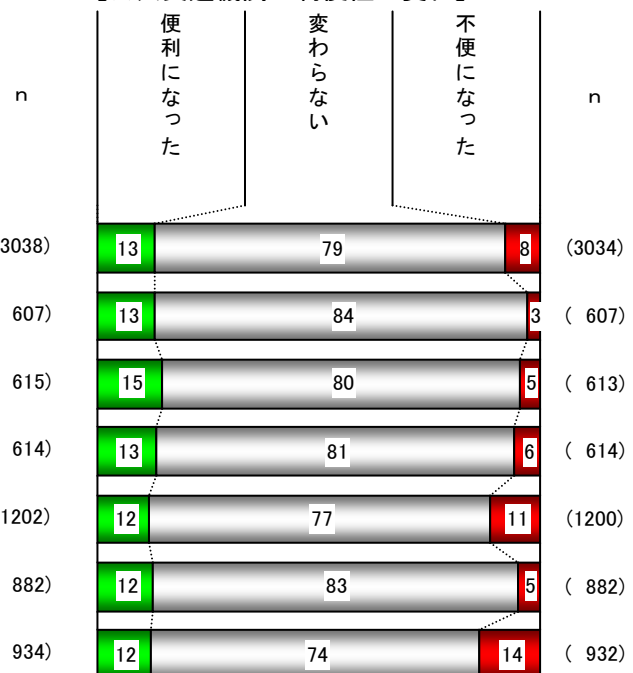 便利になった
変わらない
不便になった
n
n
3038) 13 79 8 (3034)
607) 13 84 3 ( 607)
615) 15 80 5 ( 613)
614) 13 81 6 ( 614)
1202) 12 77 11 (1200)
882) 12 83 5 ( 882)
934) 12 74 14 ( 932)